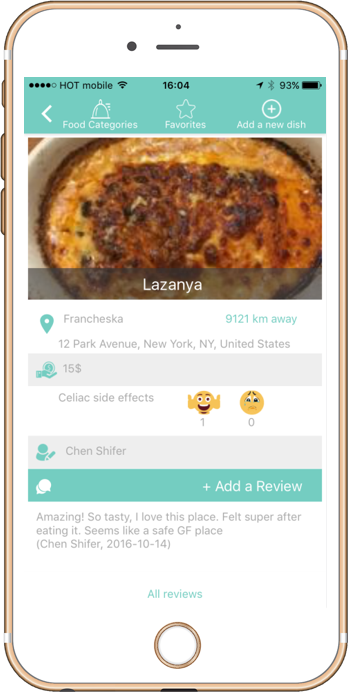 HOT mobile 16:04 93%
Food Categories Favorites Add a new dish
Lazanya
Francheska 9121 km away
12 Park Avenue, New York, NY, United States
15$
Celiac side effects
1 0
Chen Shifer
+ Add a Review
Amazing! So tasty, I love this place. Felt super after
eating it. Seems like a safe GF place
(Chen Shifer, 2016-10-14)
All reviews